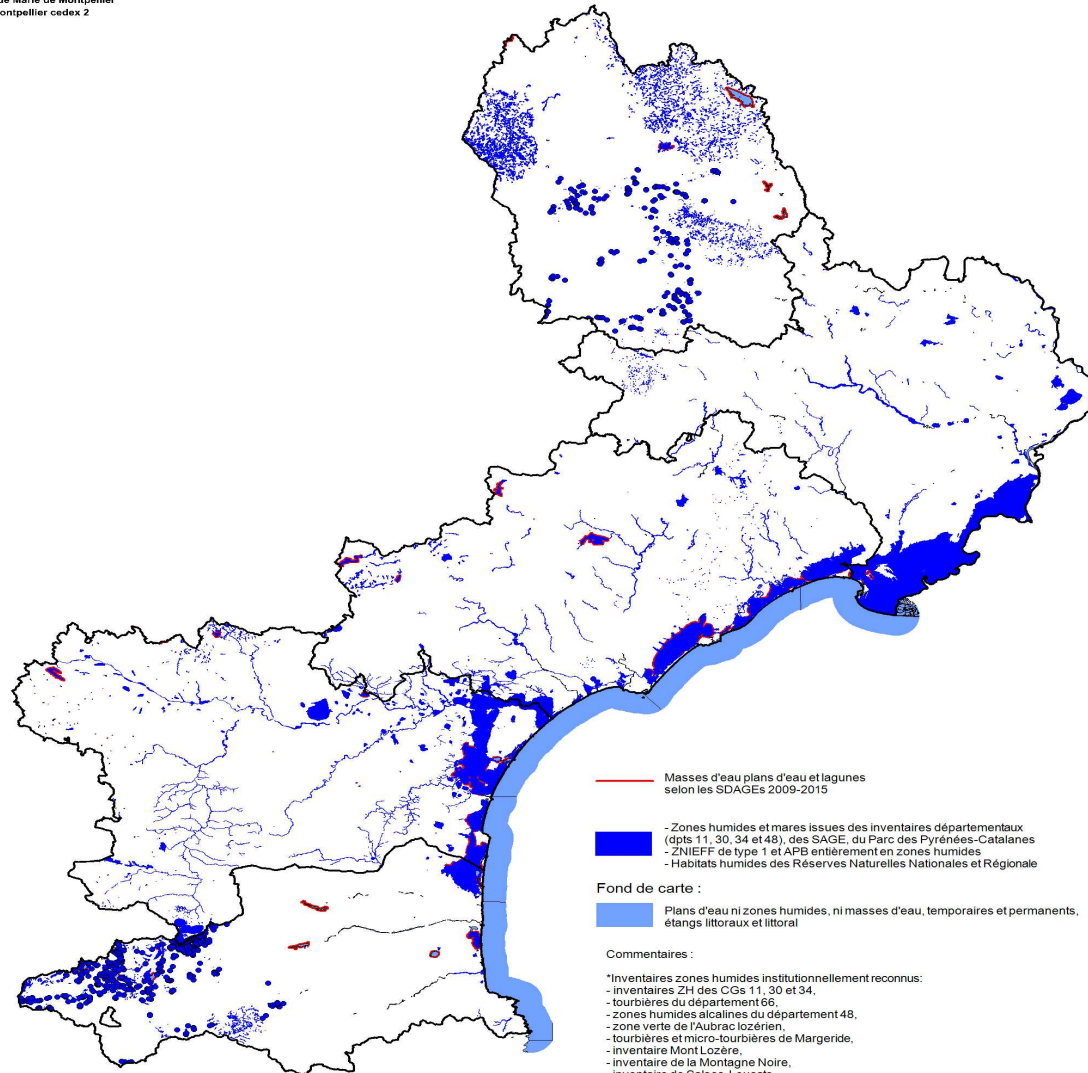 de Marie de Montpellier
ontpellier cedex 2
Masses d'eau plans d'eau et lagunes
selon les SDAGEs 2009-2015
- Zones humides et mares issues des inventaires départementaux
(dpts 11, 30, 34 et 48), des SAGE, du Parc des Pyrénées-Catalanes
- ZNIEFF de type 1 et APB entièrement en zones humides
- Habitats humides des Réserves Naturelles Nationales et Régionale
Fond de carte :
Plans d'eau ni zones humides, ni masses d'eau, temporaires et permanents,
étangs littoraux et littoral
Commentaires :
*Inventaires zones humides institutionnellement reconnus:
- inventaires ZH des CGs 11, 30 et 34,
- tourbières du département 66,
- zones humides alcalines du département 48,
- zone verte de l'Aubrac lozérien,
- tourbières et micro-tourbières de Margeride,
- inventaire Mont Lozère,
- inventaire de la Montagne Noire,